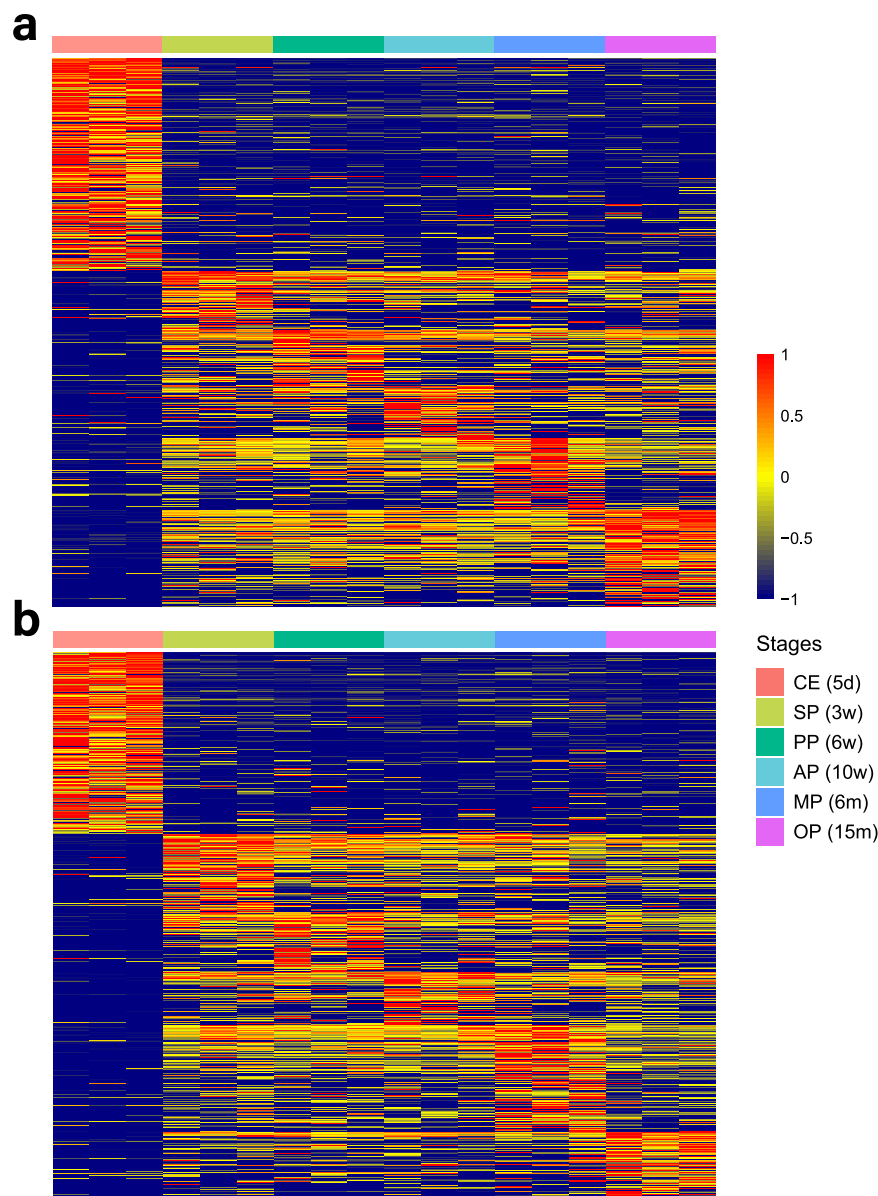 a
1
0.5
0
−0.5
−1
b
Stages
CE (5d)
SP (3w)
PP (6w)
AP (10w)
MP (6m)
OP (15m)